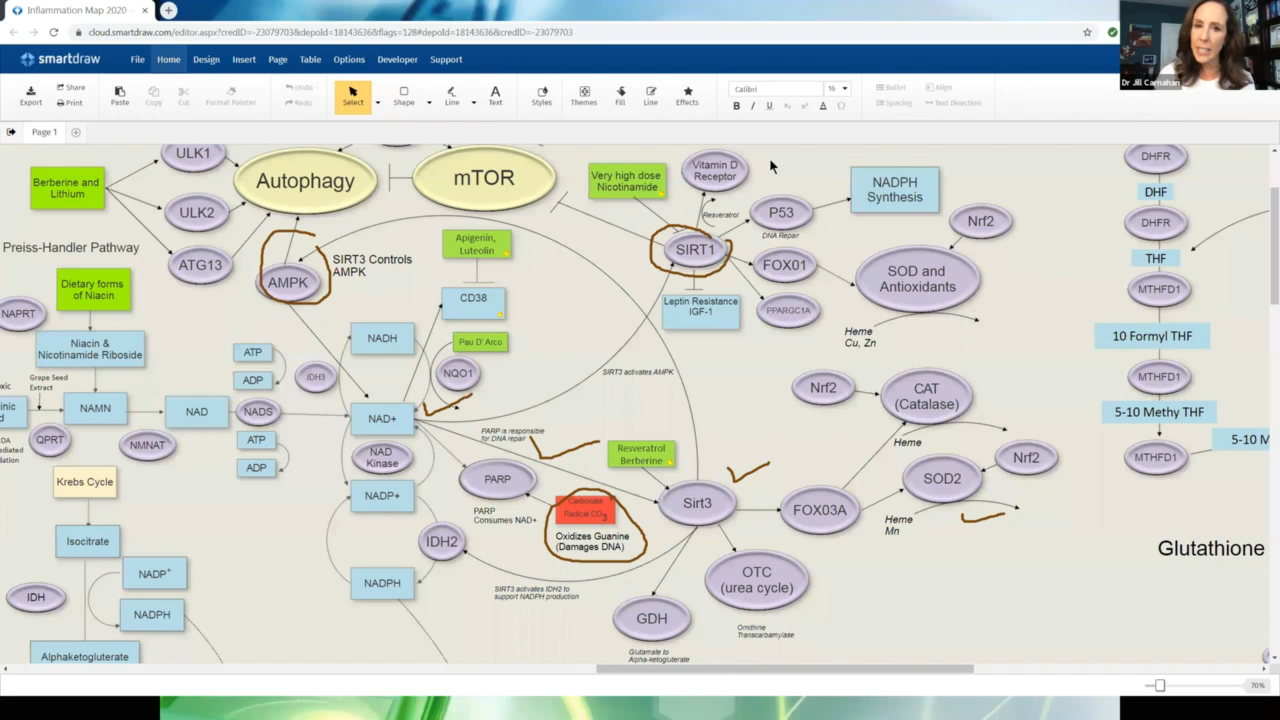 Inflammation Map 2020 -
cloud.smartdraw.com/editor.aspx?credID=-23079703&depoId=18143636&flags=128#depoId=18143636&credID=-23079703
smartdraw
File Home Design Insert Page Table Options Developer Support
Dr Jill Carnahan
Export
Share
Print
Paste
Copy
Cut
Format Painter
Undo
Redo
Select
Shape
Line
Text
Styles
Themes
Fill
Line
Effects
Calibri
16
B I U
Bullet
Align
Spacing
Text Direction
Page 1
ULK1
Berberine and
Lithium
ULK2
ATG13
Autophagy
mTOR
Very high dose
Nicotinamide
Vitamin D
Receptor
Resveratrol
P53
DNA Repair
NADPH
Synthesis
Nrf2
SIRT1
FOX01
PPARGC1A
SOD and
Antioxidants
Leptin Resistance
IGF-1
Heme
Cu, Zn
DHFR
DHF
DHFR
THF
MTHFD1
10 Formyl THF
MTHFD1
5-10 Methy THF
MTHFD1
5-10 M
Preiss-Handler Pathway
Dietary forms
of Niacin
NAPRT
Niacin &
Nicotinamide Riboside
Grape Seed
Extract
NAMN
NAD
NADS
QPRT
NMNAT
ATP
ADP
ATP
ADP
IDH3
AMPK
SIRT3 Controls
AMPK
Apigenin,
Luteolin
CD38
Pau D' Arco
NQO1
NADH
NAD+
NAD
Kinase
NADP+
IDH2
NADPH
SIRT3 activates AMPK
PARP is responsible
for DNA repair
PARP
PARP
Consumes NAD+
Carbonate
Radical CO3
Oxidizes Guanine
(Damages DNA)
Resveratrol
Berberine
Sirt3
FOX03A
Nrf2
CAT
(Catalase)
Heme
SOD2
Nrf2
Heme
Mn
Glutathione
SIRT3 activates IDH2 to
support NADPH production
OTC
(urea cycle)
Ornithine
Transcarbamylase
GDH
Glutamate to
Alpha-ketogluterate
Krebs Cycle
Isocitrate
IDH
NADP+
NADPH
Alphaketogluterate
70%